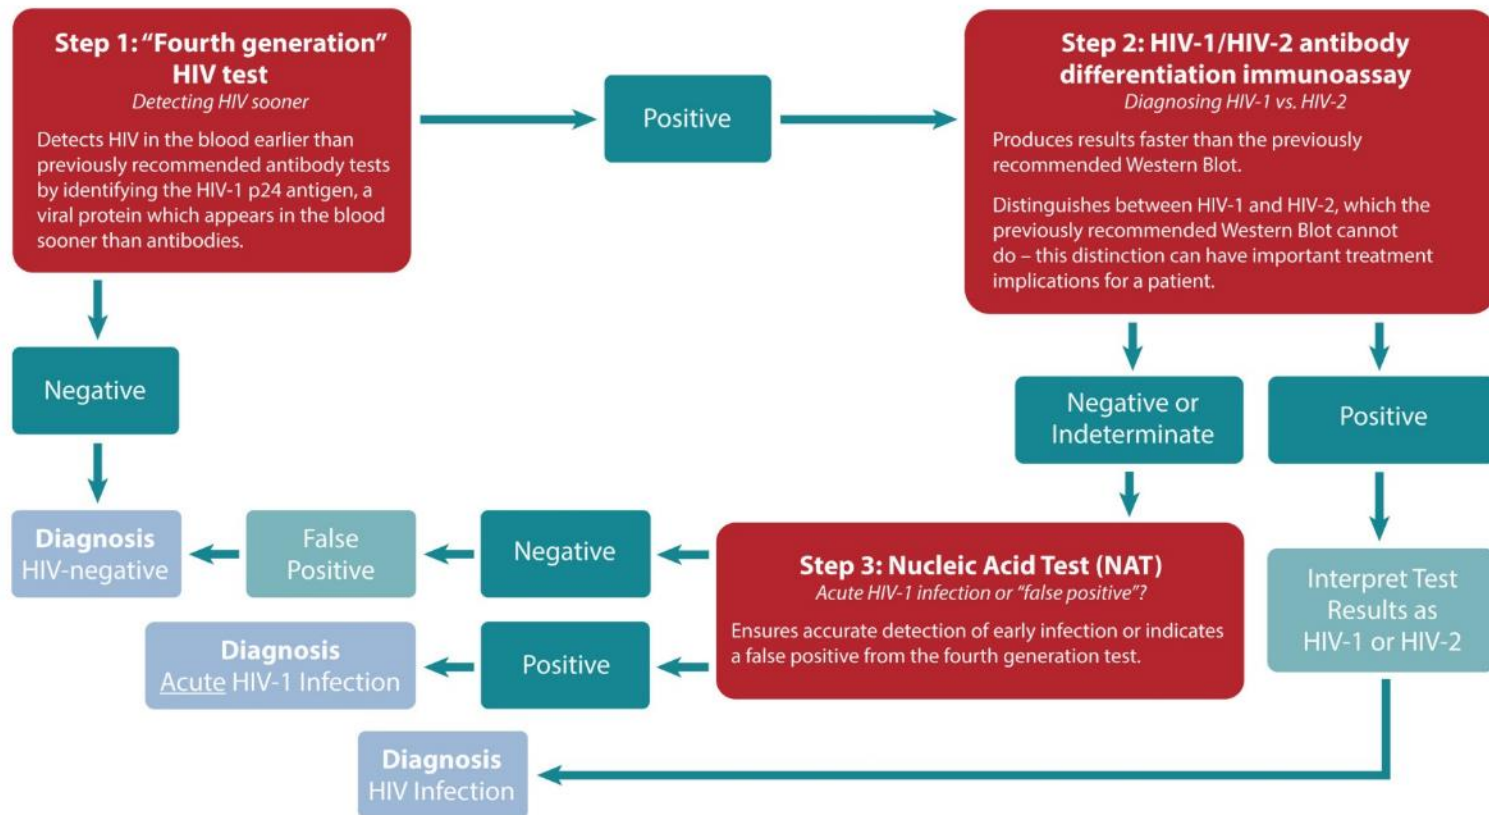 Step 1: “Fourth generation”
HIV test
Detecting HIV sooner
Detects HIV in the blood earlier than
previously recommended antibody tests
by identifying the HIV-1 p24 antigen, a
viral protein which appears in the blood
sooner than antibodies.
Positive
Step 2: HIV-1/HIV-2 antibody
differentiation immunoassay
Diagnosing HIV-1 vs. HIV-2
Produces results faster than the previously
recommended Western Blot.
Distinguishes between HIV-1 and HIV-2, which the
previously recommended Western Blot cannot
do – this distinction can have important treatment
implications for a patient.
Negative
Negative or
Indeterminate
Positive
Diagnosis
HIV-negative
False
Positive
Negative
Step 3: Nucleic Acid Test (NAT)
Acute HIV-1 infection or “false positive”?
Ensures accurate detection of early infection or indicates
a false positive from the fourth generation test.
Interpret Test
Results as
HIV-1 or HIV-2
Diagnosis
Acute HIV-1 Infection
Positive
Diagnosis
HIV Infection